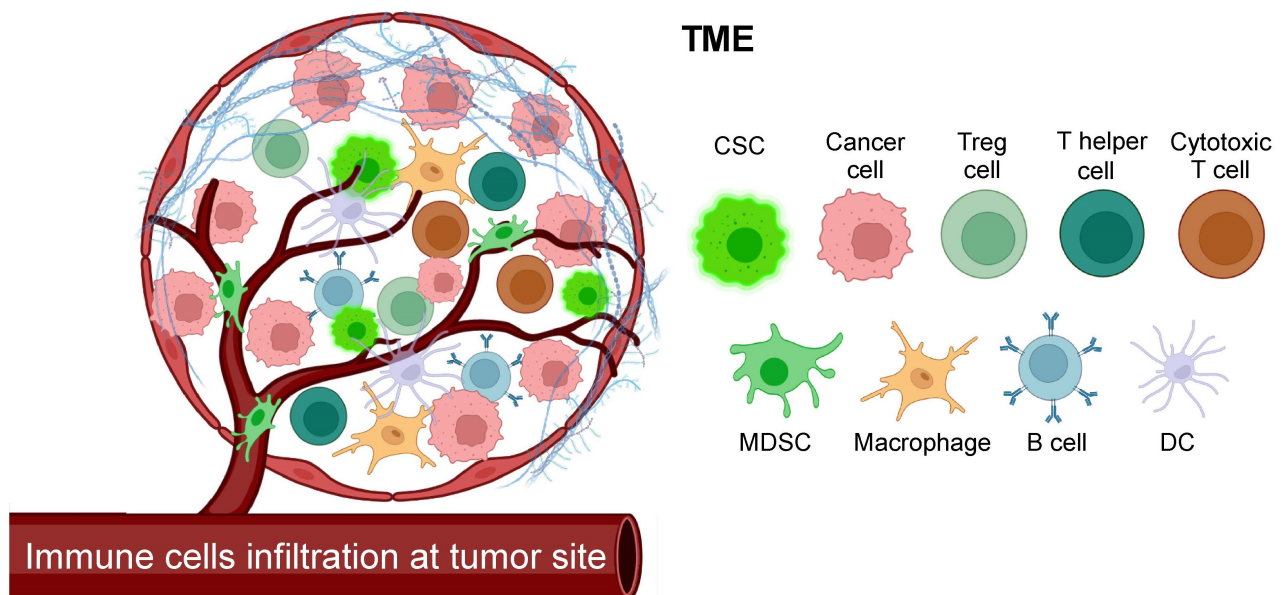 TME
CSC
Cancer
cell
Treg
cell
T helper
cell
Cytotoxic
T cell
MDSC
Macrophage
B cell
DC
Immune cells infiltration at tumor site